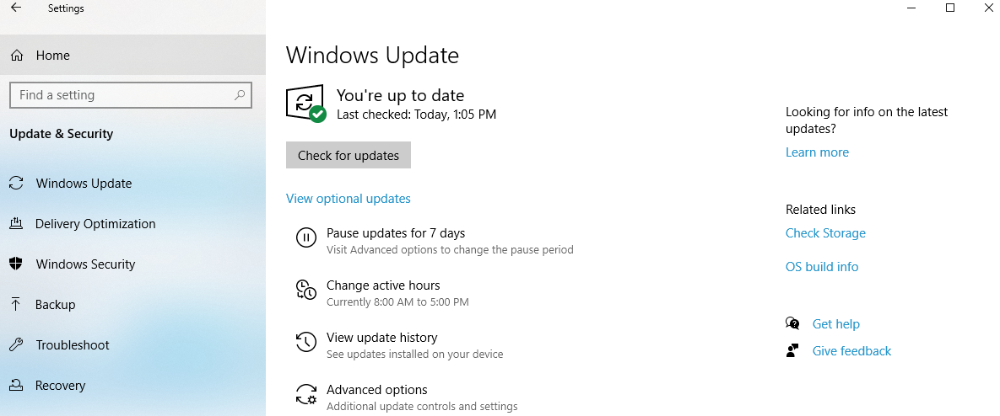 Settings
Home
Find a setting
Update & Security
Windows Update
Delivery Optimization
Windows Security
Backup
Troubleshoot
Recovery
Windows Update
You're up to date
Last checked: Today, 1:05 PM
Check for updates
View optional updates
Pause updates for 7 days
Visit Advanced options to change the pause period
Change active hours
Currently 8:00 AM to 5:00 PM
View update history
See updates installed on your device
Advanced options
Additional update controls and settings
Looking for info on the latest
updates?
Learn more
Related links
Check Storage
OS build info
Get help
Give feedback